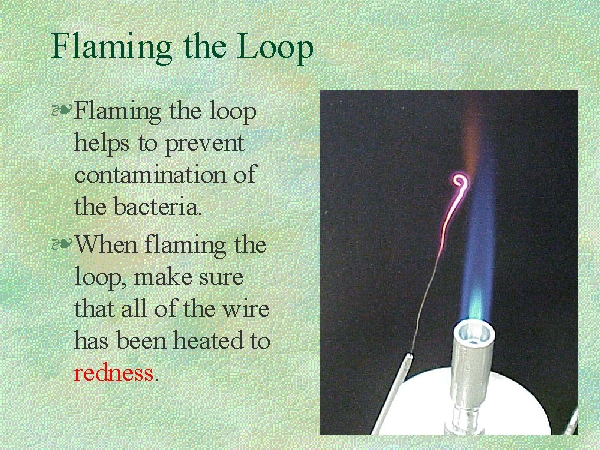 Flaming the Loop
❧Flaming the loop
helps to prevent
contamination of
the bacteria.
❧When flaming the
loop, make sure
that all of the wire
has been heated to
redness.